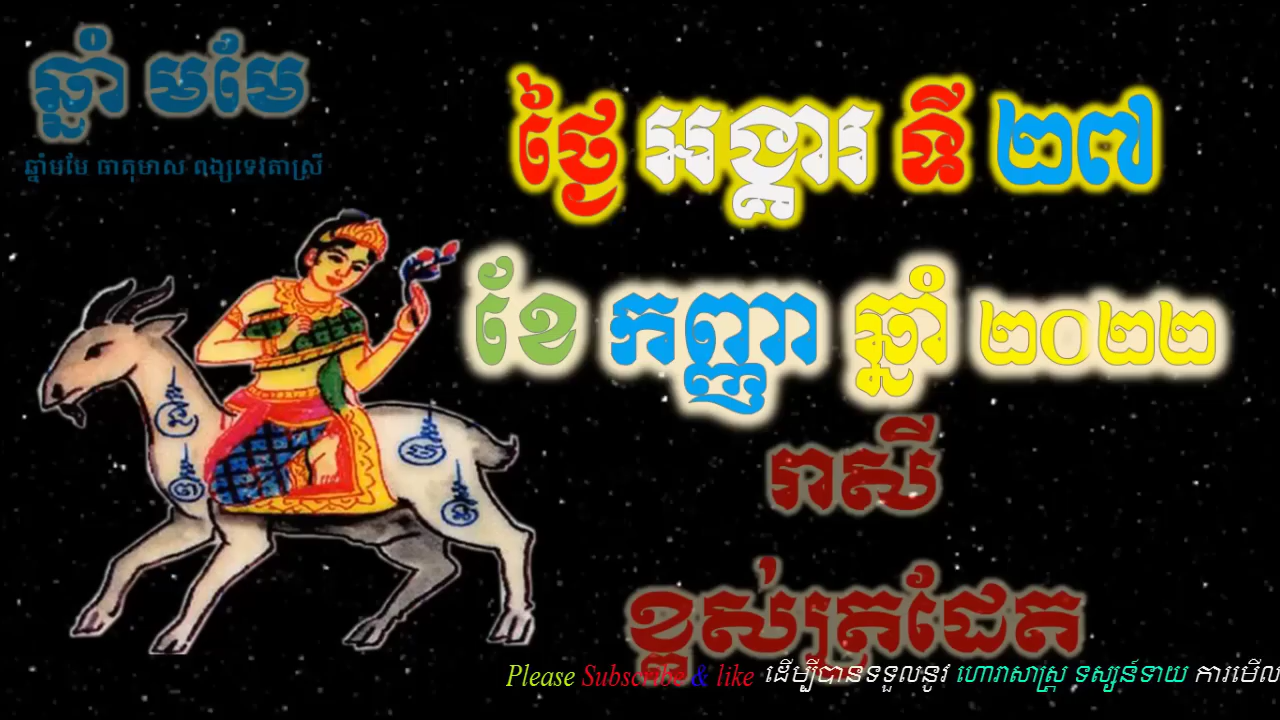 ឆ្នាំ មមែ
ឆ្នាំមមែ ធាតុមាស ពង្សទេវតាស្រី
ថ្ងៃ អង្គារ ទី ២៧
ខែ កញ្ញា ឆ្នាំ ២០២២
រាសី
ខ្ពស់ត្រដែត
Please Subscribe & like ដើម្បីបានទទួលនូវ ហោរាសាស្ត្រ ទស្សន៍ទាយ ការមើល